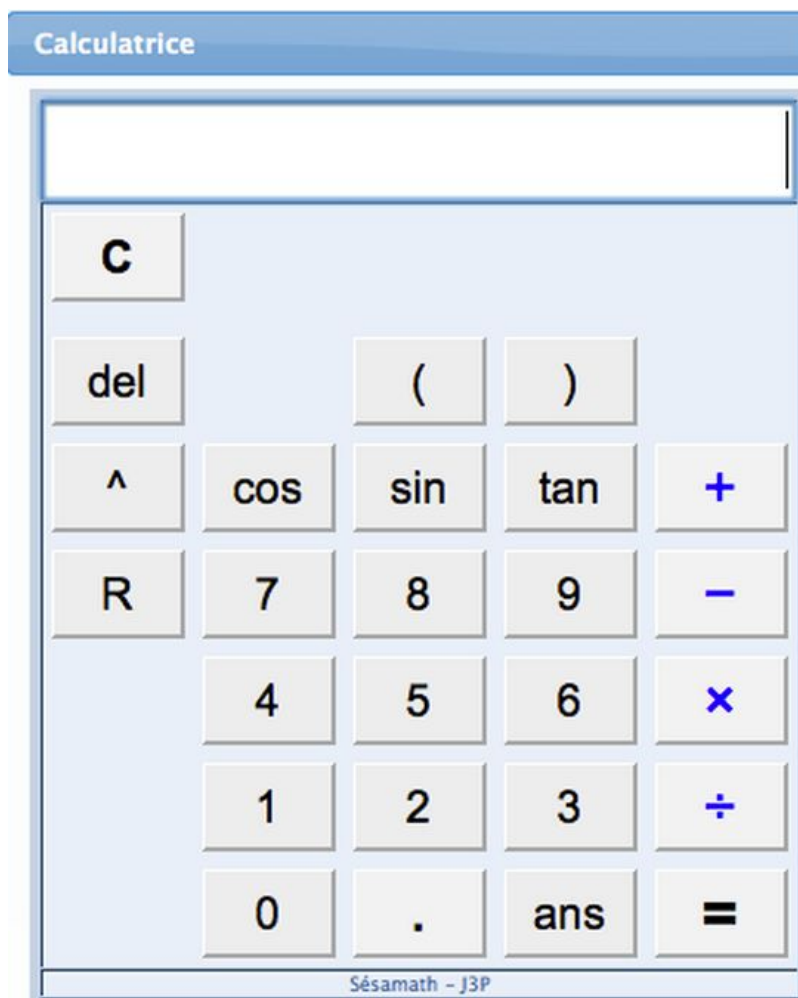 Calculatrice
C
del ( )
^ cos sin tan +
R 7 8 9 −
4 5 6 ×
1 2 3 ÷
0 . ans =
Sésamath – J3P